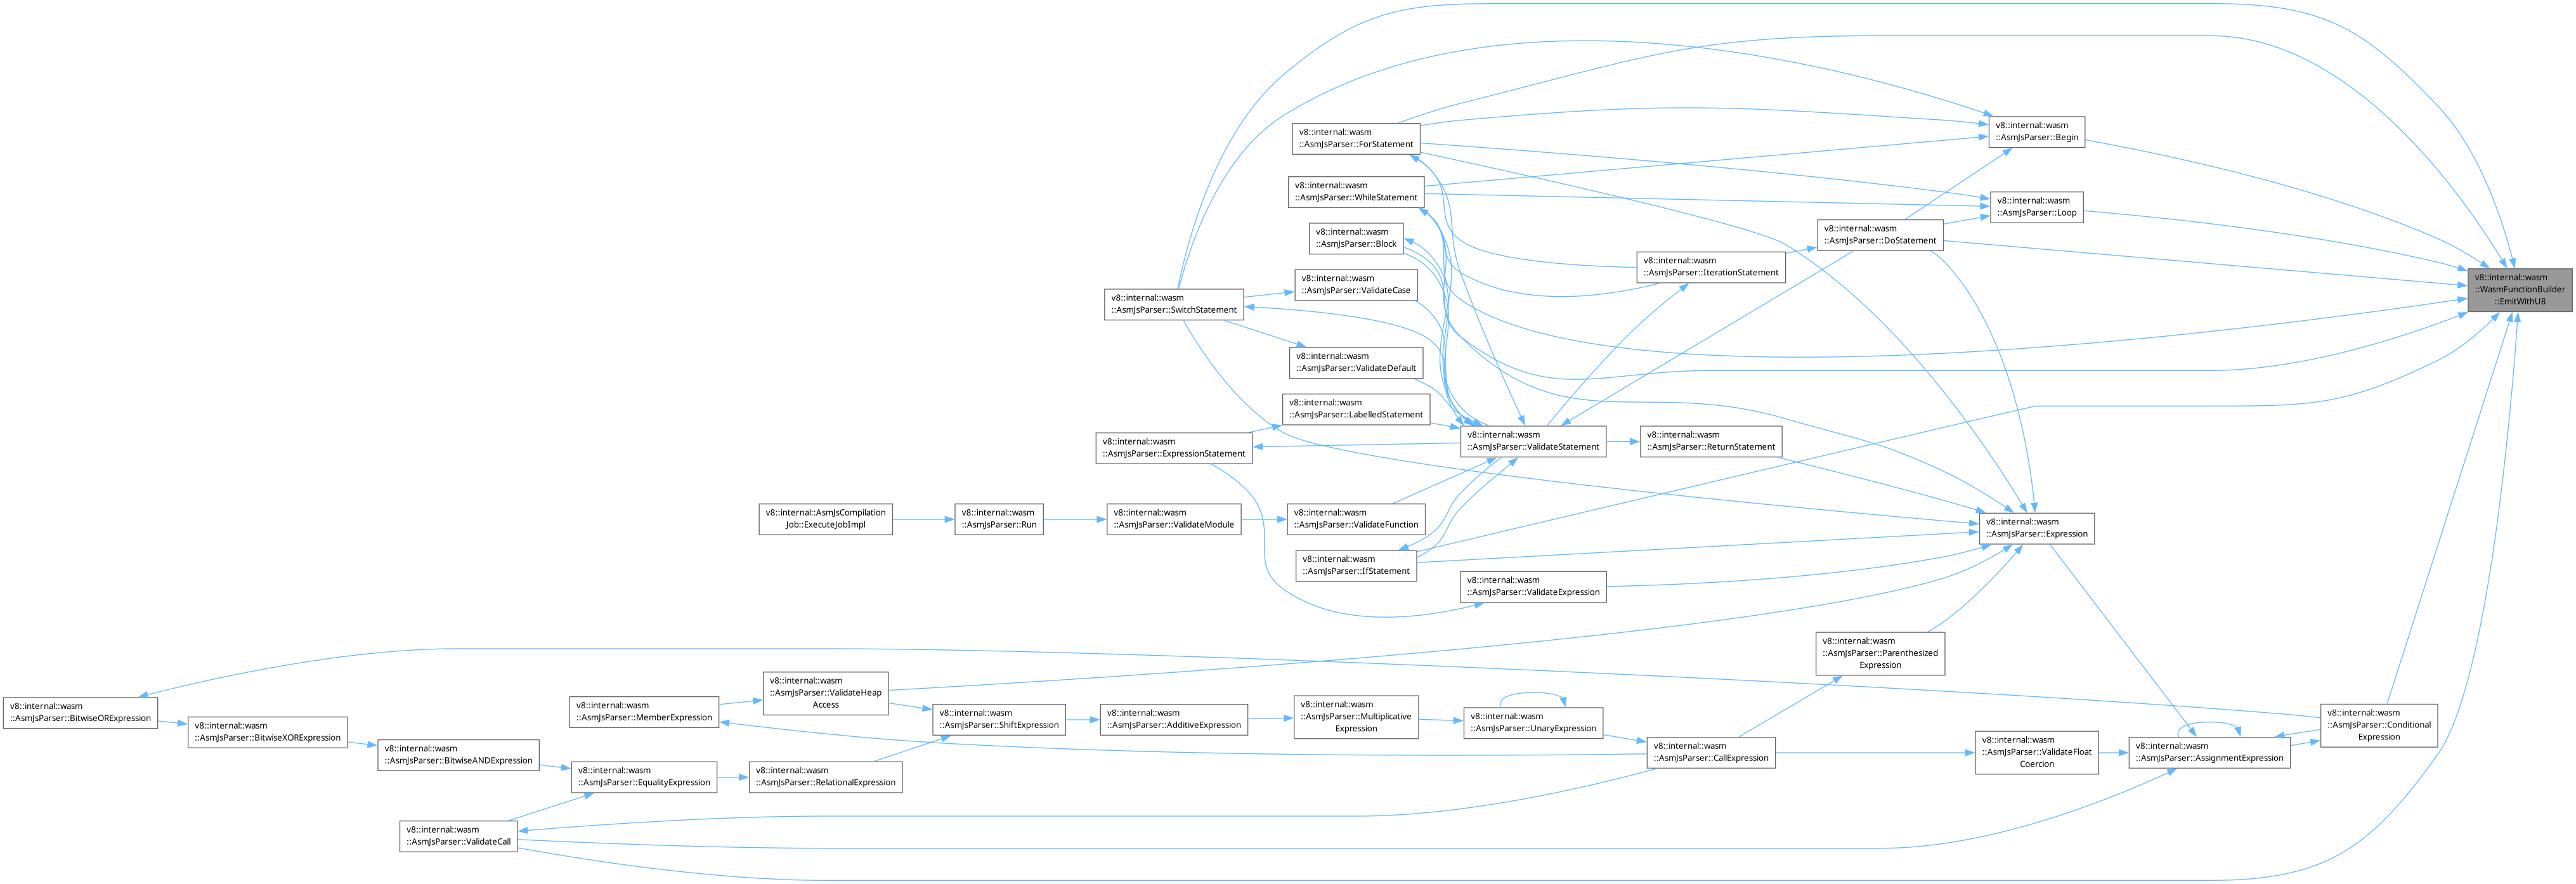 v8::internal::wasm
::AsmJsParser::ForStatement
v8::internal::wasm
::AsmJsParser::Begin
v8::internal::wasm
::AsmJsParser::WhileStatement
v8::internal::wasm
::AsmJsParser::Loop
v8::internal::wasm
::AsmJsParser::Block
v8::internal::wasm
::AsmJsParser::DoStatement
v8::internal::wasm
::AsmJsParser::IterationStatement
v8::internal::wasm
::WasmFunctionBuilder
::EmitWithU8
v8::internal::wasm
::AsmJsParser::ValidateCase
v8::internal::wasm
::AsmJsParser::SwitchStatement
v8::internal::wasm
::AsmJsParser::ValidateDefault
v8::internal::wasm
::AsmJsParser::LabelledStatement
v8::internal::wasm
::AsmJsParser::ExpressionStatement
v8::internal::wasm
::AsmJsParser::ValidateStatement
v8::internal::wasm
::AsmJsParser::ReturnStatement
v8::internal::AsmJsCompilation
Job::ExecuteJobImpl
v8::internal::wasm
::AsmJsParser::Run
v8::internal::wasm
::AsmJsParser::ValidateModule
v8::internal::wasm
::AsmJsParser::ValidateFunction
v8::internal::wasm
::AsmJsParser::Expression
v8::internal::wasm
::AsmJsParser::IfStatement
v8::internal::wasm
::AsmJsParser::ValidateExpression
v8::internal::wasm
::AsmJsParser::Parenthesized
Expression
v8::internal::wasm
::AsmJsParser::BitwiseORExpression
v8::internal::wasm
::AsmJsParser::BitwiseXORExpression
v8::internal::wasm
::AsmJsParser::BitwiseANDExpression
v8::internal::wasm
::AsmJsParser::MemberExpression
v8::internal::wasm
::AsmJsParser::ValidateHeap
Access
v8::internal::wasm
::AsmJsParser::ShiftExpression
v8::internal::wasm
::AsmJsParser::AdditiveExpression
v8::internal::wasm
::AsmJsParser::Multiplicative
Expression
v8::internal::wasm
::AsmJsParser::UnaryExpression
v8::internal::wasm
::AsmJsParser::CallExpression
v8::internal::wasm
::AsmJsParser::ValidateFloat
Coercion
v8::internal::wasm
::AsmJsParser::AssignmentExpression
v8::internal::wasm
::AsmJsParser::Conditional
Expression
v8::internal::wasm
::AsmJsParser::EqualityExpression
v8::internal::wasm
::AsmJsParser::RelationalExpression
v8::internal::wasm
::AsmJsParser::ValidateCall